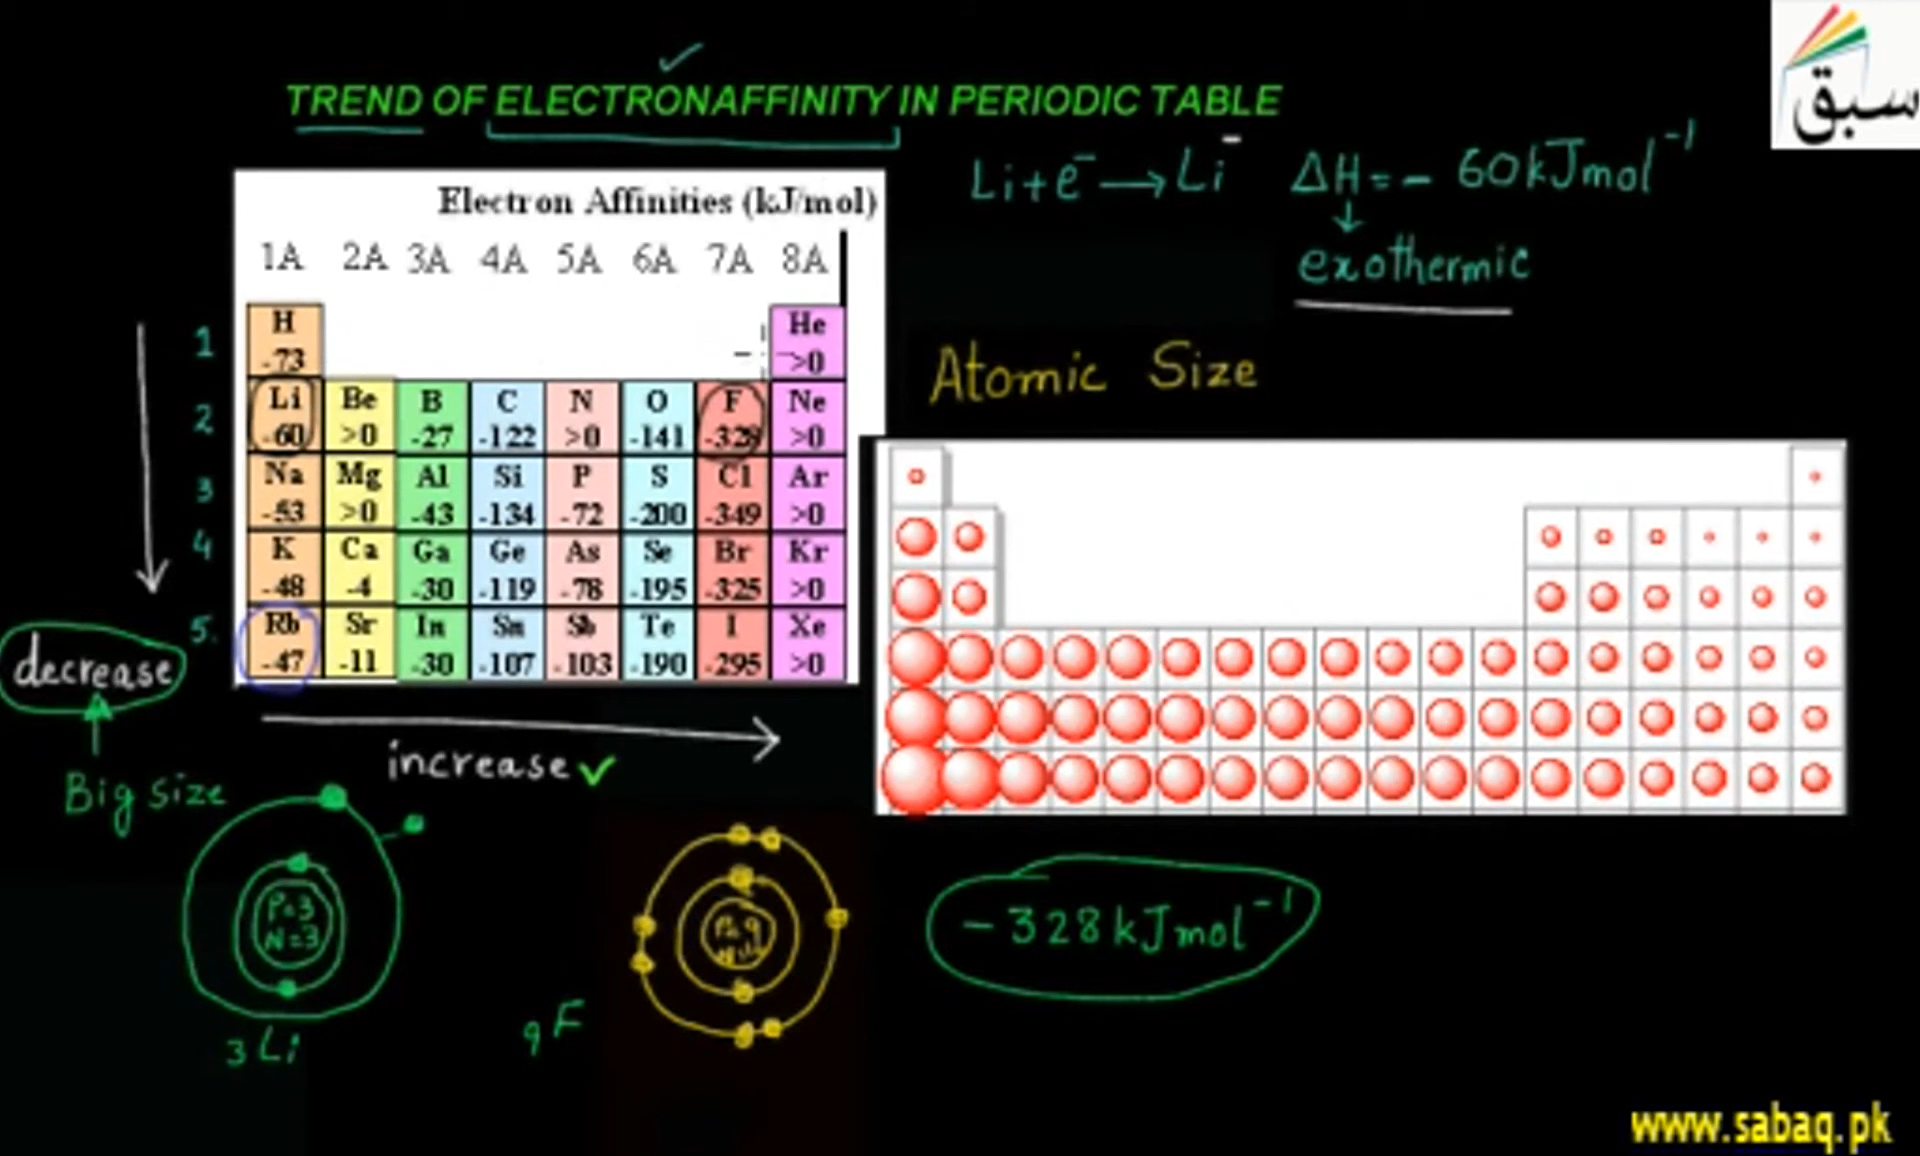 سبق
TREND OF ELECTRONAFFINITY IN PERIODIC TABLE
Li+e⁻ → Li⁻ ΔH = - 60kJmol⁻¹
exothermic
Electron Affinities (kJ/mol)
1A 2A 3A 4A 5A 6A 7A 8A
1 H He
-73 >0
2 Li Be B C N O F Ne
-60 >0 -27 -122 >0 -141 -328 >0
3 Na Mg Al Si P S Cl Ar
-53 >0 -43 -134 -72 -200 -349 >0
4 K Ca Ga Ge As Se Br Kr
-48 -4 -30 -119 -78 -195 -325 >0
5. Rb Sr In Sn Sb Te I Xe
-47 -11 -30 -107 -103 -190 -295 >0
Atomic Size
decrease
increase
Big size
P=3
N=3
₃Li
P=9
₉F
-328kJmol⁻¹
www.sabaq.pk